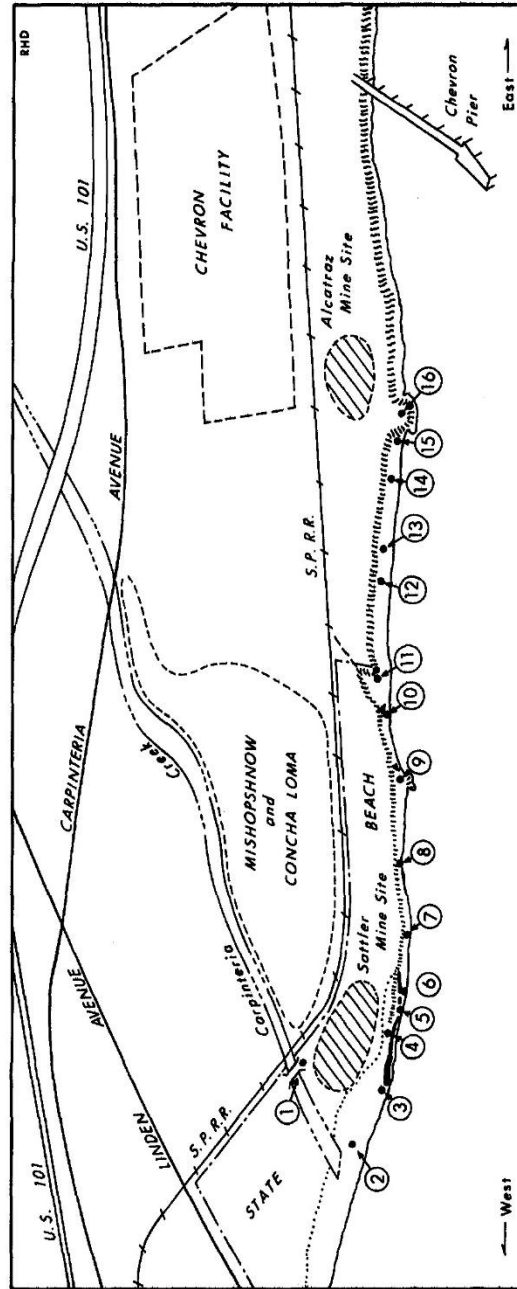 RHD
U.S. 101
U.S. 101
CARPINTERIA
AVENUE
LINDEN
AVENUE
S.P.R.R.
STATE
BEACH
Carpinteria
Creek
MISHOPSHNOW
and
CONCHA LOMA
CHEVRON
FACILITY
S.P.R.R.
Sattler
Mine Site
Alcatraz
Mine Site
Chevron
Pier
West
East
1
2
3
4
5
6
7
8
9
10
11
12
13
14
15
16